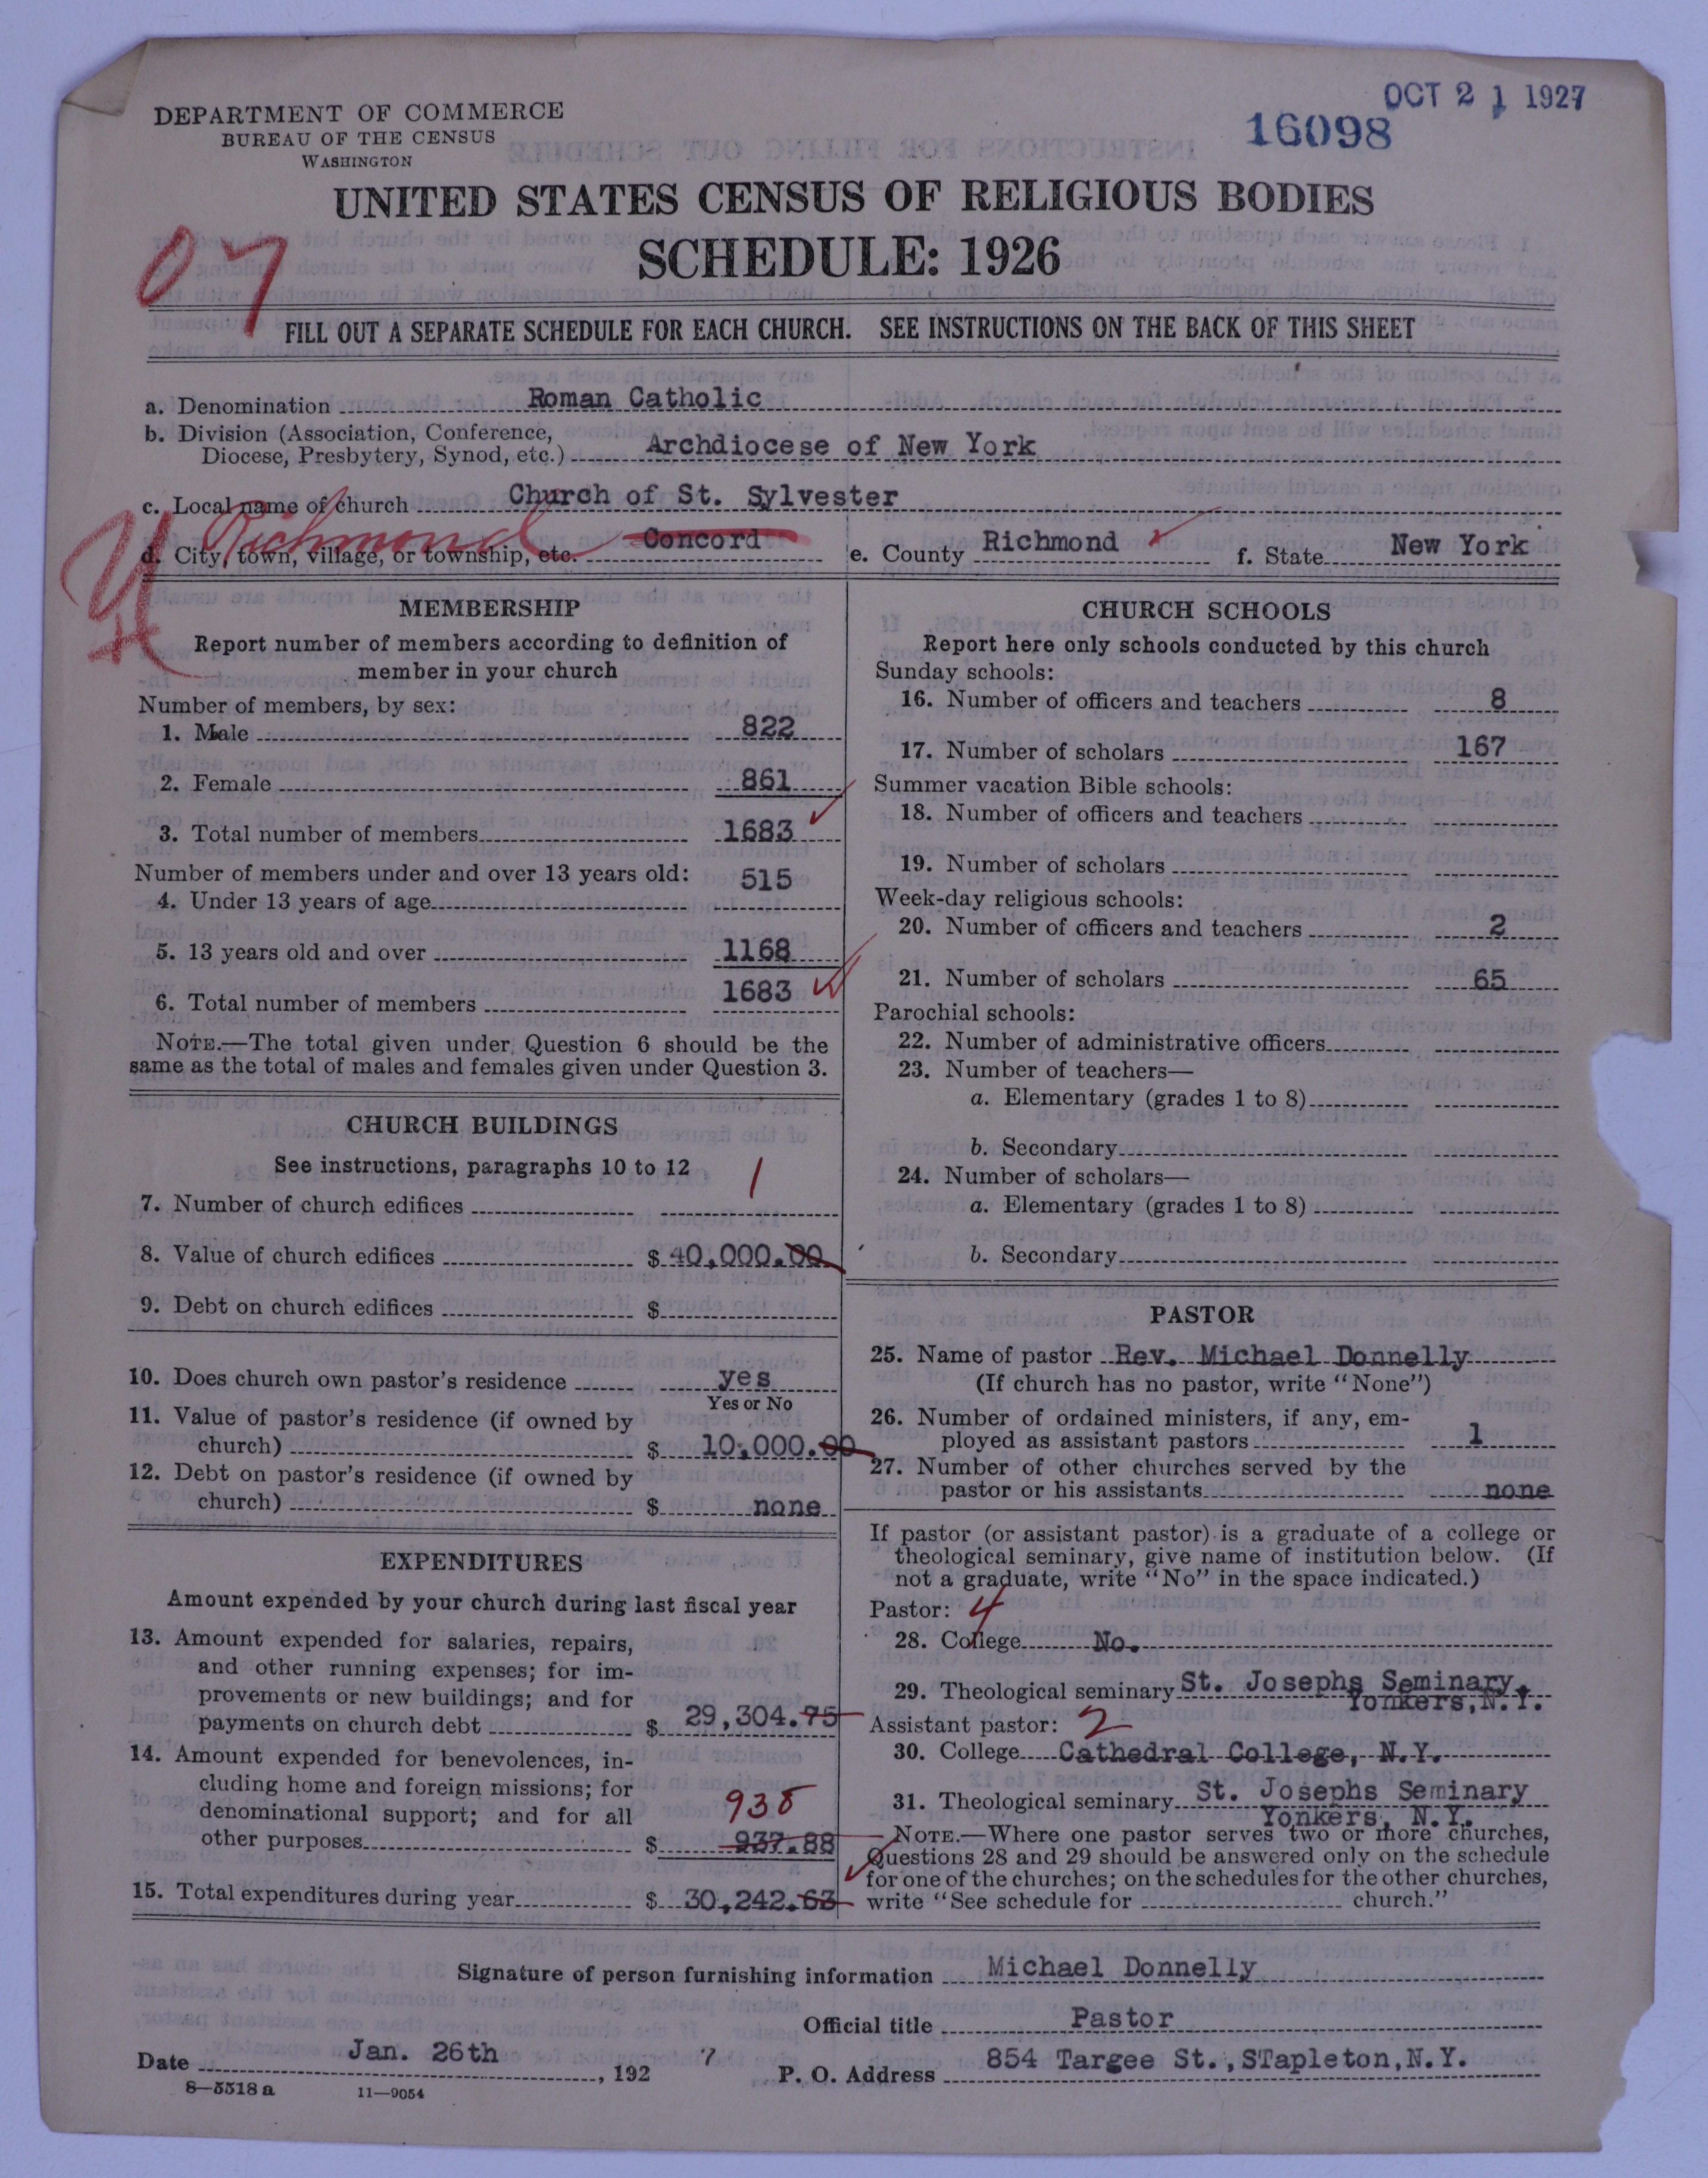 OCT 21 1927
16098
DEPARTMENT OF COMMERCE
BUREAU OF THE CENSUS
WASHINGTON
UNITED STATES CENSUS OF RELIGIOUS BODIES
SCHEDULE: 1926
07
FILL OUT A SEPARATE SCHEDULE FOR EACH CHURCH. SEE INSTRUCTIONS ON THE BACK OF THIS SHEET
a. Denomination Roman Catholic
b. Division (Association, Conference,
Diocese, Presbytery, Synod, etc.) Archdiocese of New York
c. Local name of church Church of St. Sylvester
Richmond
d. City, town, village, or township, etc. Concord e. County Richmond f. State New York
MEMBERSHIP
Report number of members according to definition of
member in your church
Number of members, by sex:
1. Male 822
2. Female 861
3. Total number of members 1683
Number of members under and over 13 years old:
4. Under 13 years of age 515
5. 13 years old and over 1168
6. Total number of members 1683
NOTE.—The total given under Question 6 should be the
same as the total of males and females given under Question 3.
CHURCH BUILDINGS
See instructions, paragraphs 10 to 12
7. Number of church edifices 1
8. Value of church edifices $ 40,000.00
9. Debt on church edifices $
10. Does church own pastor's residence yes
Yes or No
11. Value of pastor's residence (if owned by
church) $ 10,000.00
12. Debt on pastor's residence (if owned by
church) $ none
EXPENDITURES
Amount expended by your church during last fiscal year
13. Amount expended for salaries, repairs,
and other running expenses; for im-
provements or new buildings; and for
payments on church debt $ 29,304.75
14. Amount expended for benevolences, in-
cluding home and foreign missions; for
denominational support; and for all 938
other purposes $ 937.88
15. Total expenditures during year $ 30,242.63
CHURCH SCHOOLS
Report here only schools conducted by this church
Sunday schools:
16. Number of officers and teachers 8
17. Number of scholars 167
Summer vacation Bible schools:
18. Number of officers and teachers
19. Number of scholars
Week-day religious schools:
20. Number of officers and teachers 2
21. Number of scholars 65
Parochial schools:
22. Number of administrative officers
23. Number of teachers—
a. Elementary (grades 1 to 8)
b. Secondary
24. Number of scholars—
a. Elementary (grades 1 to 8)
b. Secondary
PASTOR
25. Name of pastor Rev. Michael Donnelly
(If church has no pastor, write "None")
26. Number of ordained ministers, if any, em-
ployed as assistant pastors 1
27. Number of other churches served by the
pastor or his assistants none
If pastor (or assistant pastor) is a graduate of a college or
theological seminary, give name of institution below. (If
not a graduate, write "No" in the space indicated.)
Pastor: 4
28. College No.
29. Theological seminary St. Josephs Seminary,
Yonkers,N.Y.
Assistant pastor: 2
30. College Cathedral College, N.Y.
31. Theological seminary St. Josephs Seminary
Yonkers, N.Y.
NOTE.—Where one pastor serves two or more churches,
Questions 28 and 29 should be answered only on the schedule
for one of the churches; on the schedules for the other churches,
write "See schedule for church."
Signature of person furnishing information Michael Donnelly
Official title Pastor
Date Jan. 26th, 192 7 P. O. Address 854 Targee St.,STapleton,N.Y.
8—5518 a 11—9054